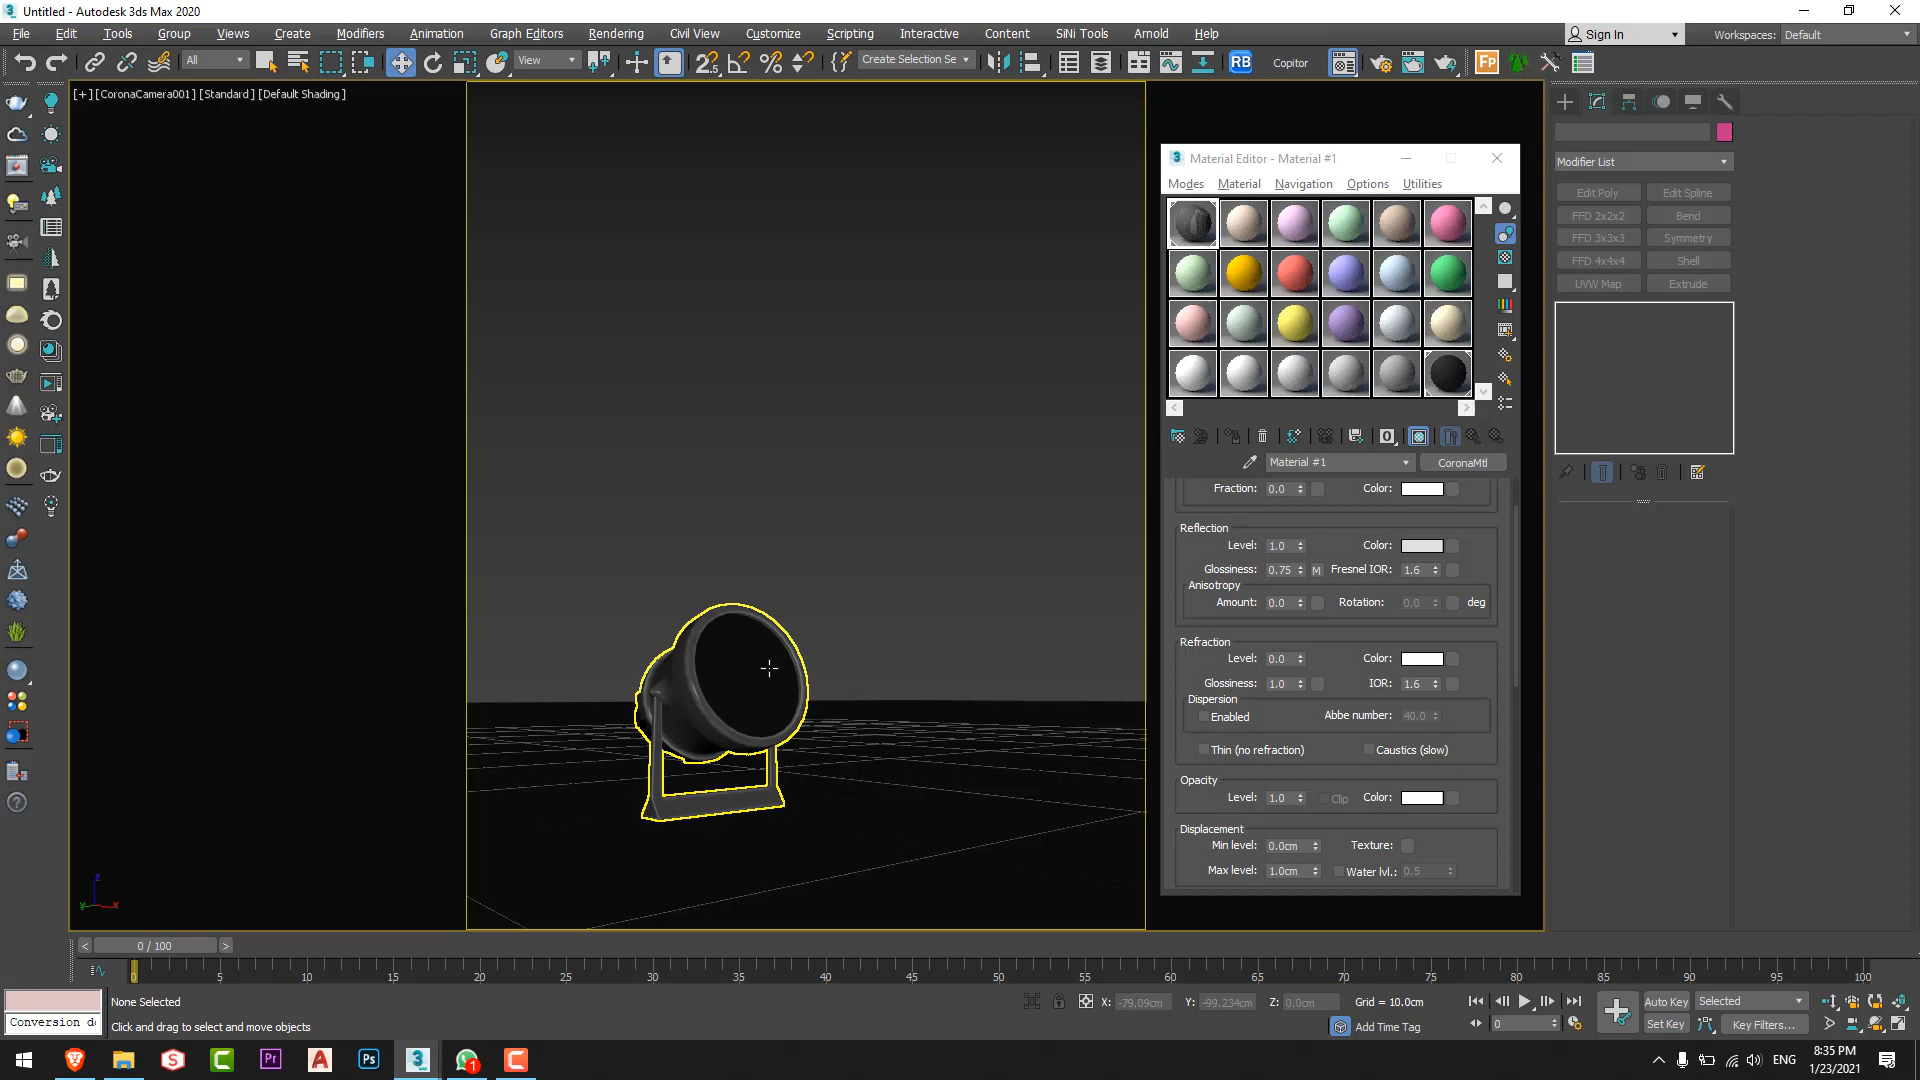 Untitled - Autodesk 3ds Max 2020
File Edit Tools Group Views Create Modifiers Animation Graph Editors Rendering Civil View Customize Scripting Interactive Content SiNi Tools Arnold Help
Sign In
Workspaces: Default
All
View
Create Selection Se
RB
Copitor
FP
[+] [CoronaCamera001] [Standard] [Default Shading]
Material Editor - Material #1
Modes Material Navigation Options Utilities
Modifier List
Edit Poly Edit Spline
FFD 2x2x2 Bend
FFD 3x3x3 Symmetry
FFD 4x4x4 Shell
UVW Map Extrude
Material #1 CoronaMtl
Fraction: 0.0 Color:
Reflection
Level: 1.0 Color:
Glossiness: 0.75 M Fresnel IOR: 1.6
Anisotropy
Amount: 0.0 Rotation: 0.0 deg
Refraction
Level: 0.0 Color:
Glossiness: 1.0 IOR: 1.6
Dispersion
Enabled Abbe number: 40.0
Thin (no refraction) Caustics (slow)
Opacity
Level: 1.0 Clip Color:
Displacement
Min level: 0.0cm Texture:
Max level: 1.0cm Water lvl.: 0.5
z
y x
< 0 / 100 >
0 5 10 15 20 25 30 35 40 45 50 55 60 65 70 75 80 85 90 95 100
None Selected
X: -79.09cm Y: -99.234cm Z: 0.0cm Grid = 10.0cm
Auto Key Selected
Conversion d
Click and drag to select and move objects
Add Time Tag
0
Set Key Key Filters...
Pr
Ps
3
1
ENG
8:35 PM
1/23/2021